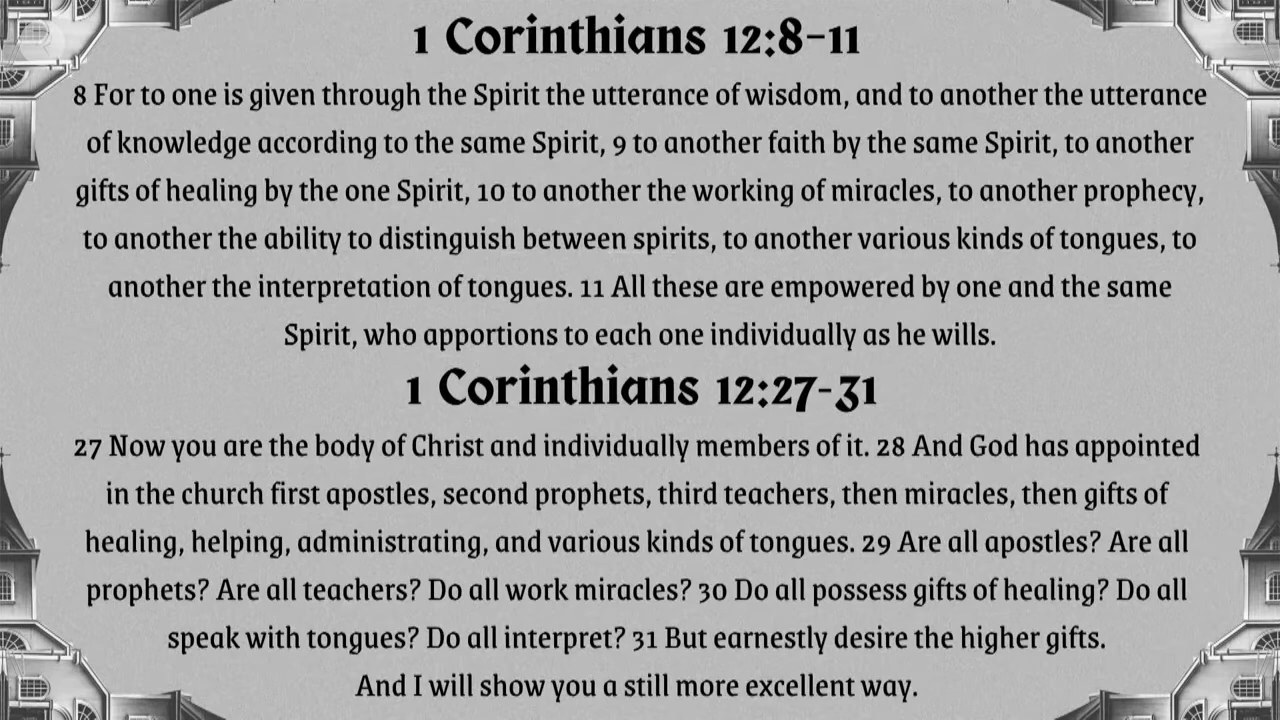 1 Corinthians 12:8-11
8 For to one is given through the Spirit the utterance of wisdom, and to another the utterance
of knowledge according to the same Spirit, 9 to another faith by the same Spirit, to another
gifts of healing by the one Spirit, 10 to another the working of miracles, to another prophecy,
to another the ability to distinguish between spirits, to another various kinds of tongues, to
another the interpretation of tongues. 11 All these are empowered by one and the same
Spirit, who apportions to each one individually as he wills.
1 Corinthians 12:27-31
27 Now you are the body of Christ and individually members of it. 28 And God has appointed
in the church first apostles, second prophets, third teachers, then miracles, then gifts of
healing, helping, administrating, and various kinds of tongues. 29 Are all apostles? Are all
prophets? Are all teachers? Do all work miracles? 30 Do all possess gifts of healing? Do all
speak with tongues? Do all interpret? 31 But earnestly desire the higher gifts.
And I will show you a still more excellent way.